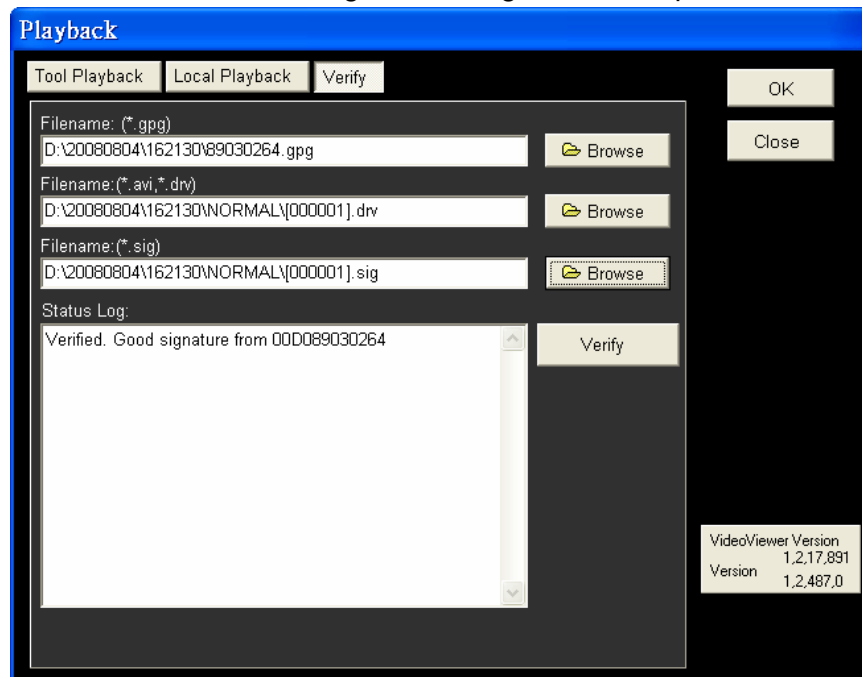 Playback
Tool Playback Local Playback Verify
OK
Close
Filename: (*.gpg)
D:\20080804\162130\89030264.gpg
Browse
Filename:(*.avi,*.drv)
D:\20080804\162130\NORMAL\[000001].drv
Browse
Filename:(*.sig)
D:\20080804\162130\NORMAL\[000001].sig
Browse
Status Log:
Verified. Good signature from 00D089030264
Verify
VideoViewer Version
1,2,17,891
Version
1,2,487,0